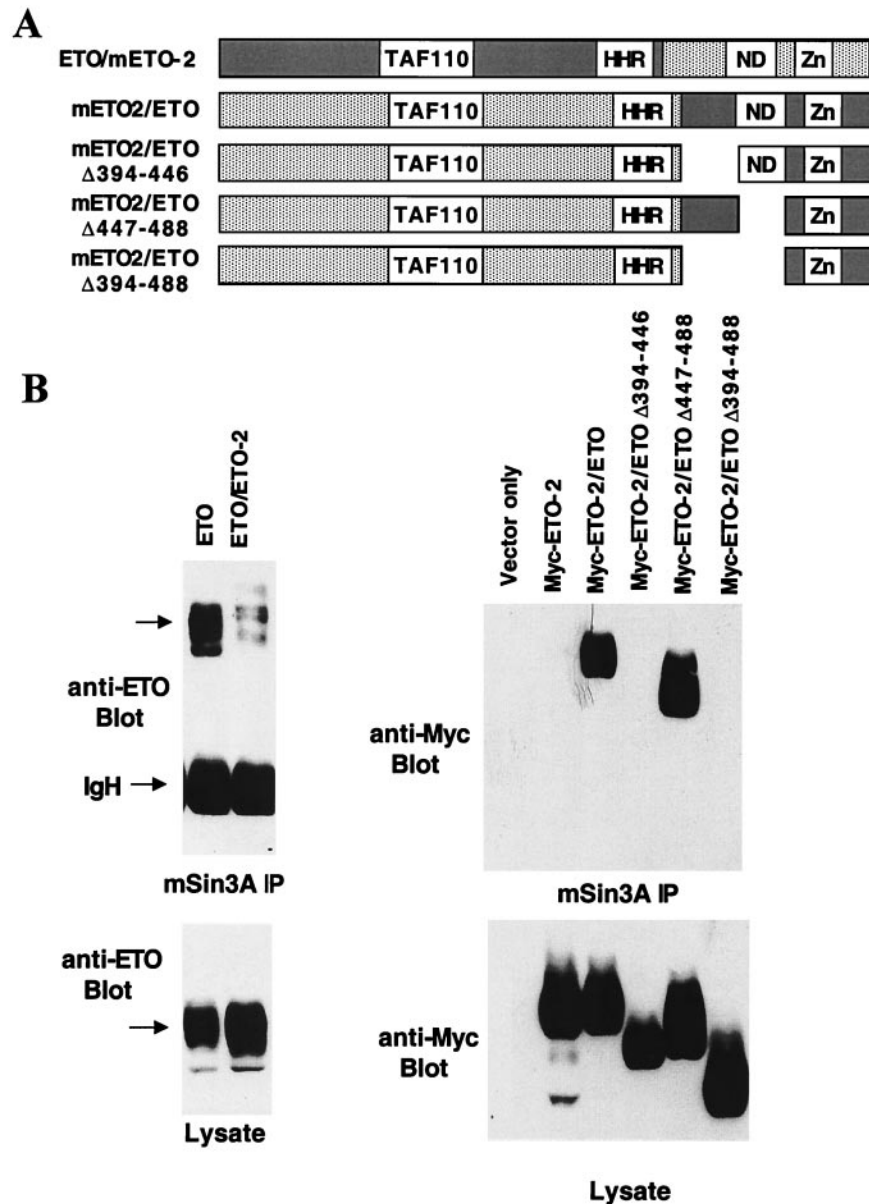 A
ETO/mETO-2
TAF110 HHR ND Zn
mETO2/ETO
TAF110 HHR ND Zn
mETO2/ETO
Δ394-446
TAF110 HHR ND Zn
mETO2/ETO
Δ447-488
TAF110 HHR Zn
mETO2/ETO
Δ394-488
TAF110 HHR Zn
B
ETO
ETO/ETO-2
anti-ETO
Blot
IgH
mSin3A IP
anti-ETO
Blot
Lysate
Vector only
Myc-ETO-2
Myc-ETO-2/ETO
Myc-ETO-2/ETO Δ394-446
Myc-ETO-2/ETO Δ447-488
Myc-ETO-2/ETO Δ394-488
anti-Myc
Blot
mSin3A IP
anti-Myc
Blot
Lysate